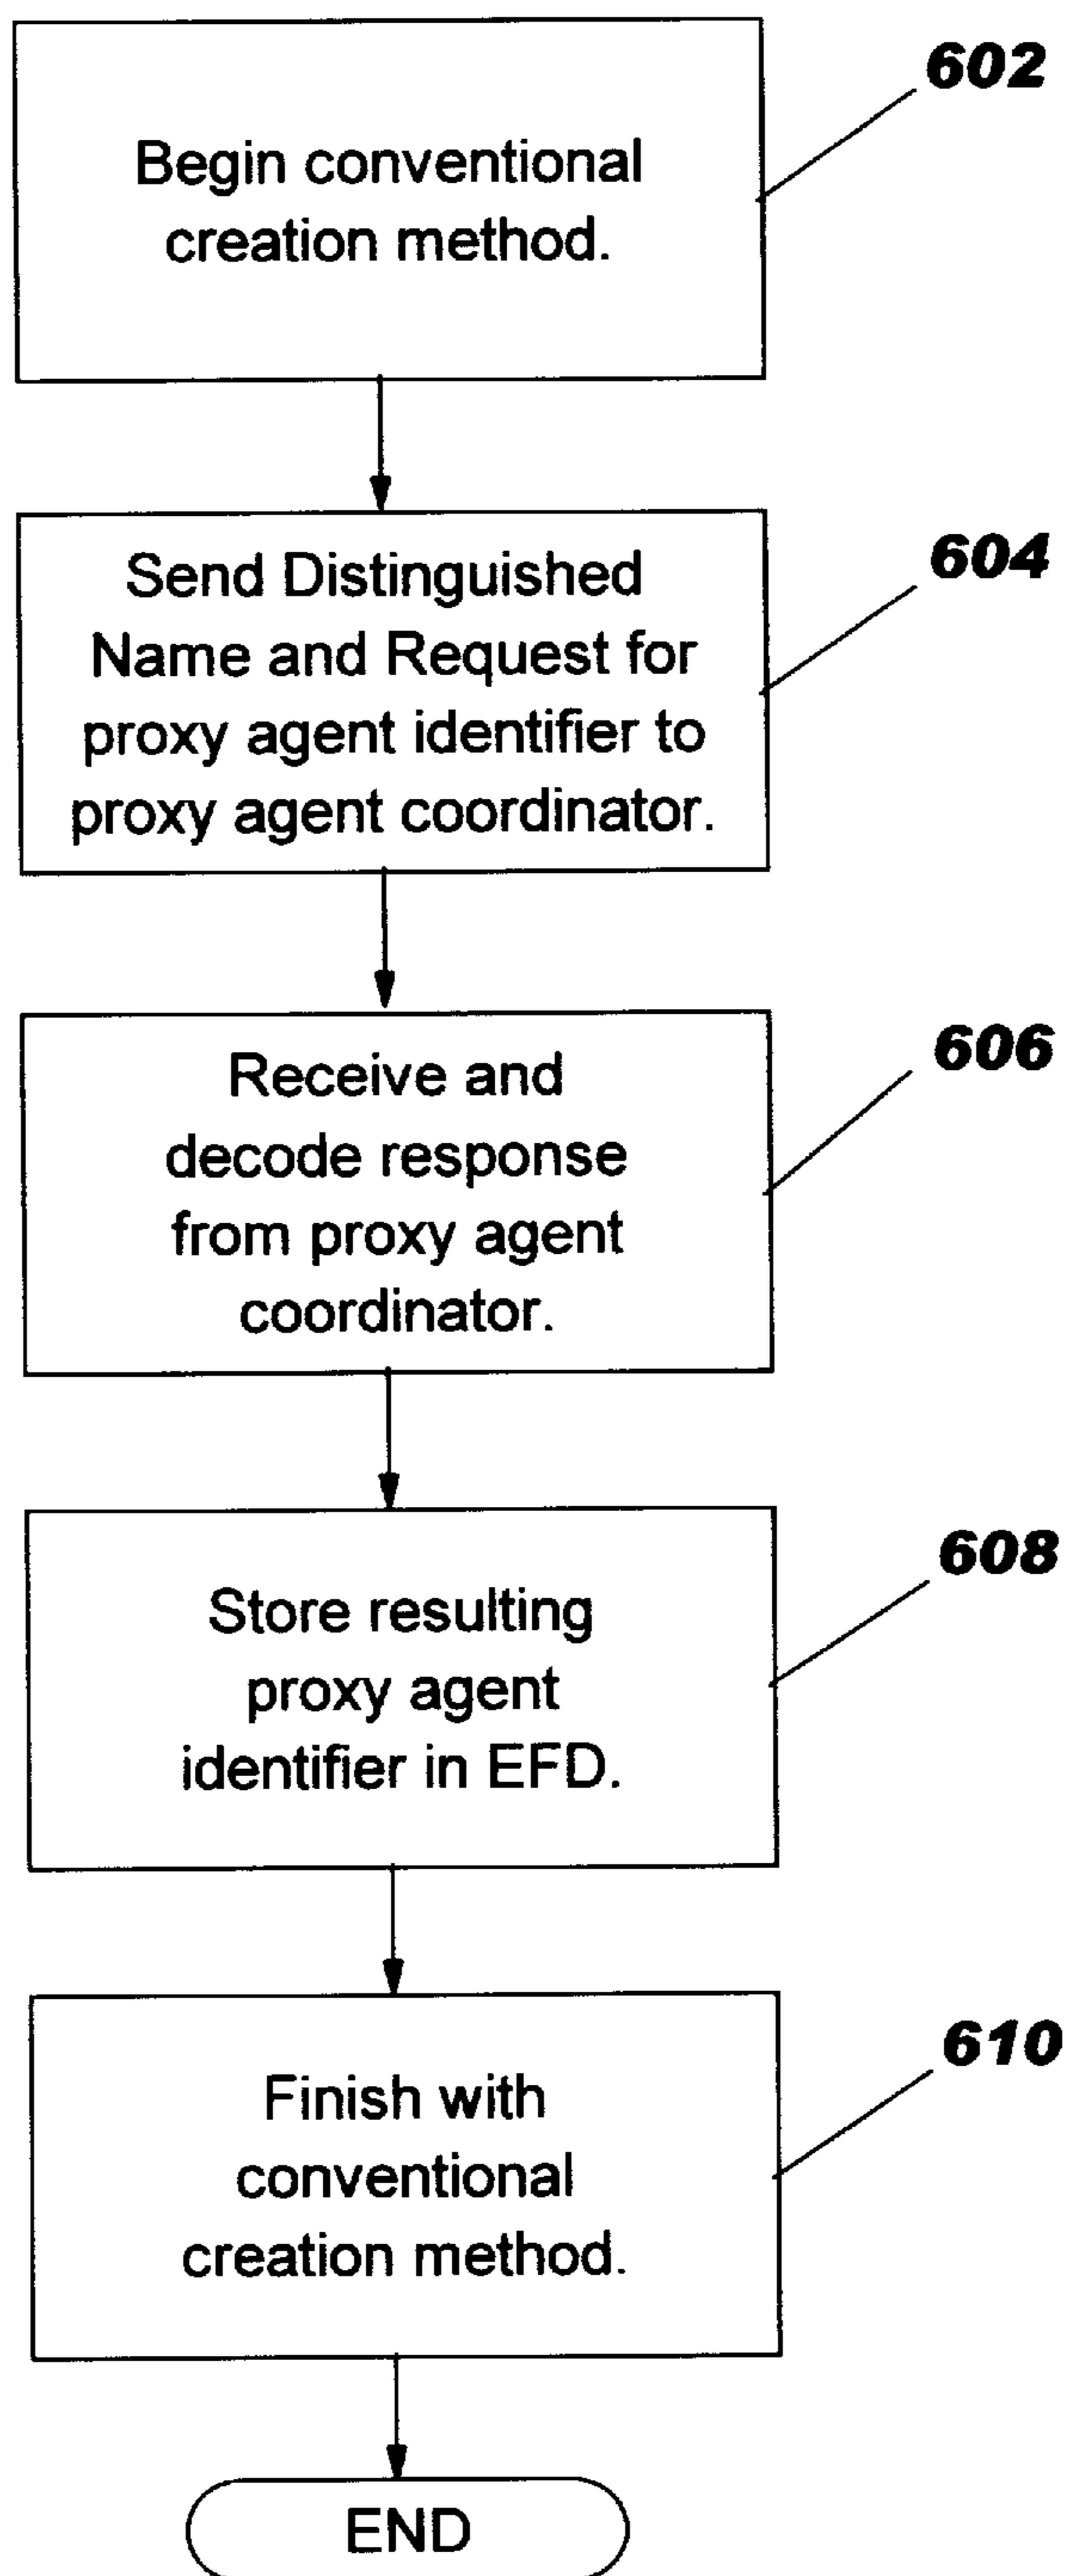 Begin conventional
creation method.
602
Send Distinguished
Name and Request for
proxy agent identifier to
proxy agent coordinator.
604
Receive and
decode response
from proxy agent
coordinator.
606
Store resulting
proxy agent
identifier in EFD.
608
Finish with
conventional
creation method.
610
END